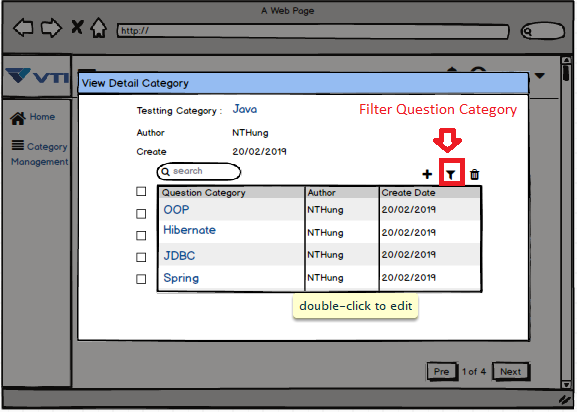 A Web Page
http://
VTI
View Detail Category
Home
Category
Management
Testting Category : Java
Filter Question Category
Author NTHung
Create 20/02/2019
search
Question Category Author Create Date
OOP NTHung 20/02/2019
Hibernate NTHung 20/02/2019
JDBC NTHung 20/02/2019
Spring NTHung 20/02/2019
double-click to edit
Pre 1 of 4 Next